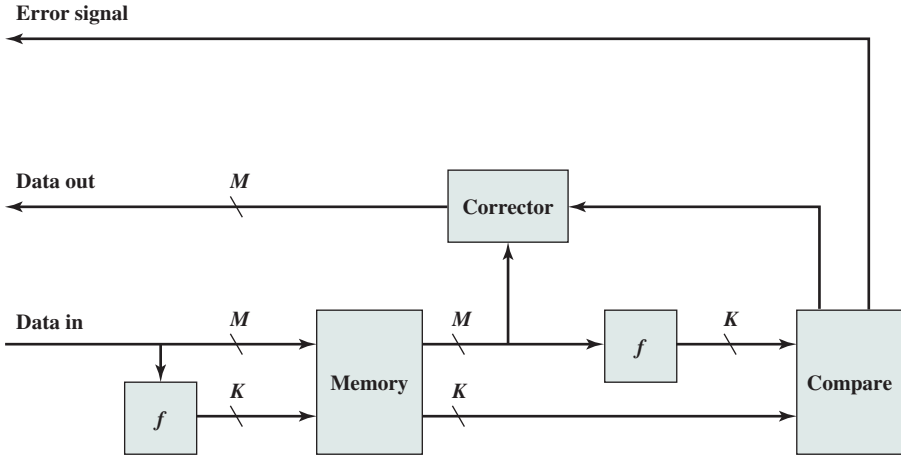 Error signal
Data out
M
Corrector
Data in
M
M
K
f
Memory
Compare
K
K
f